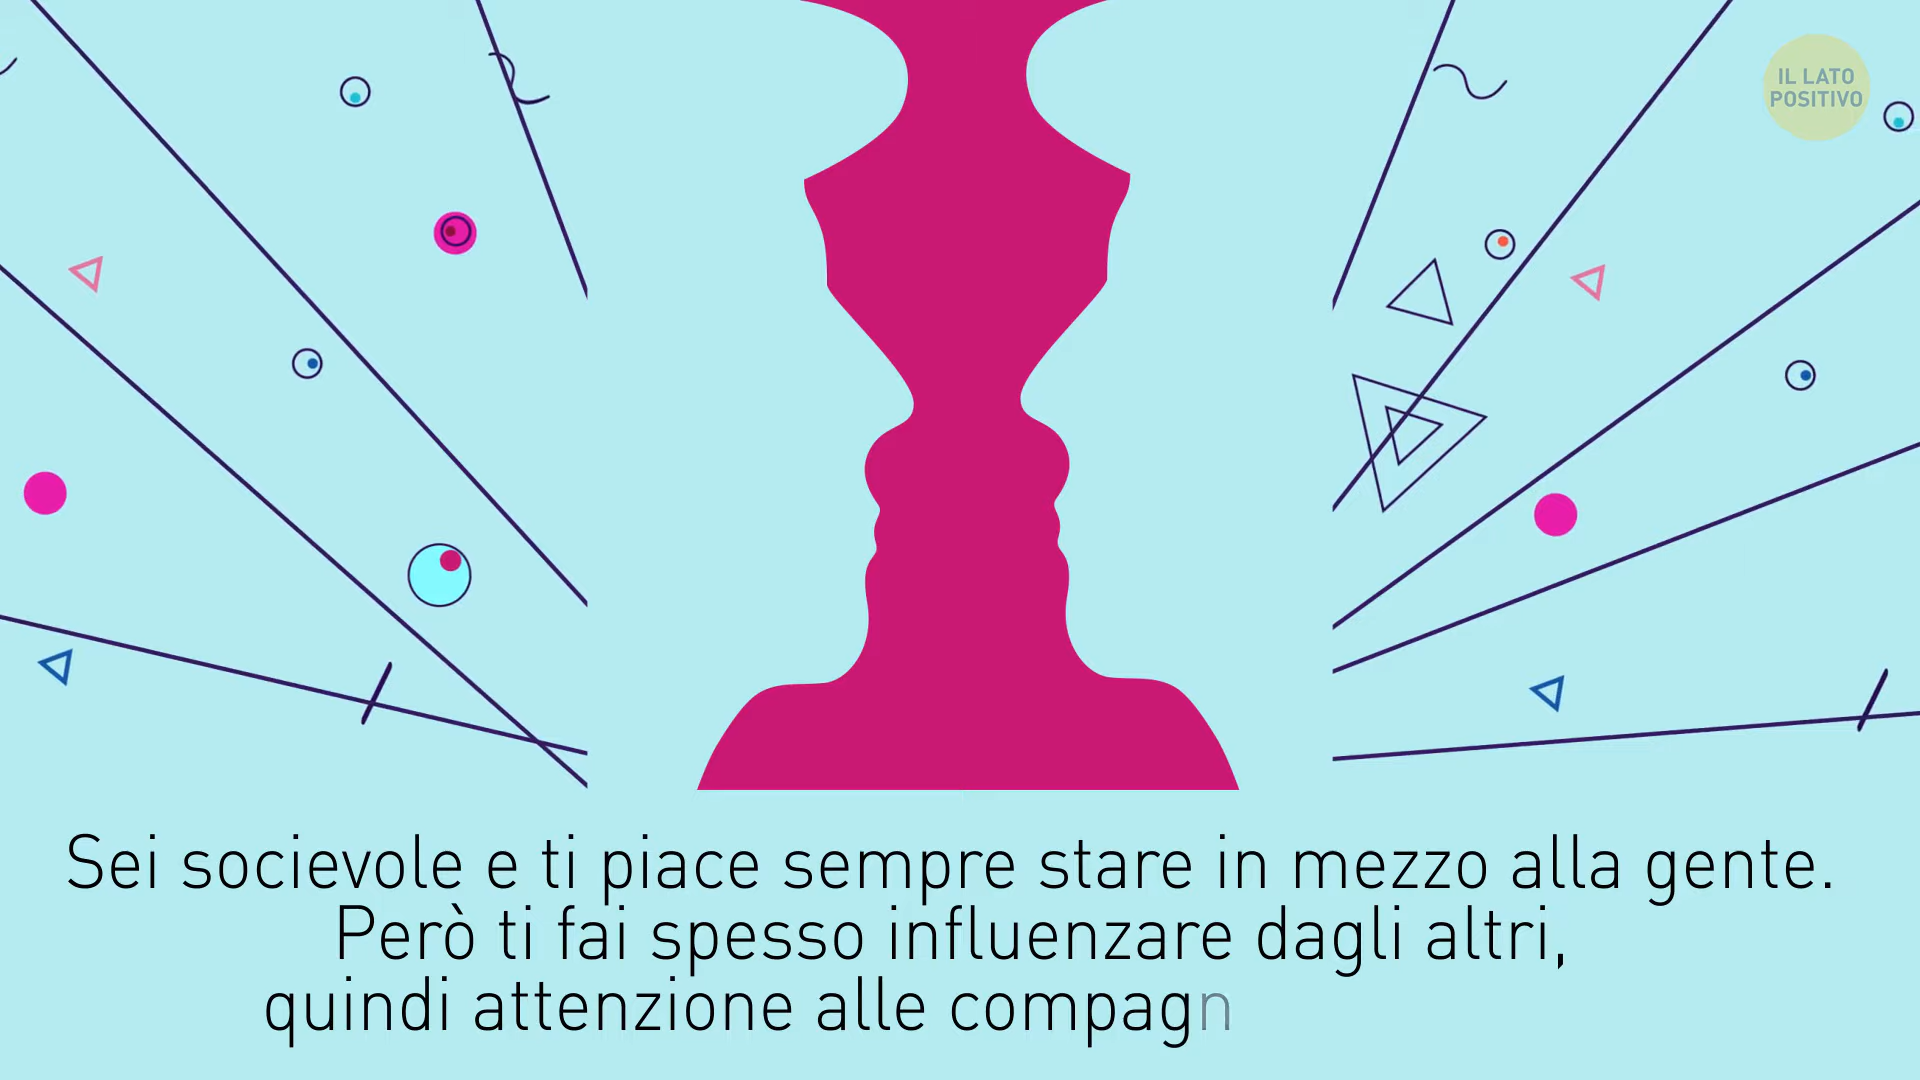 IL LATO
POSITIVO
Sei socievole e ti piace sempre stare in mezzo alla gente.
Però ti fai spesso influenzare dagli altri,
quindi attenzione alle compagn